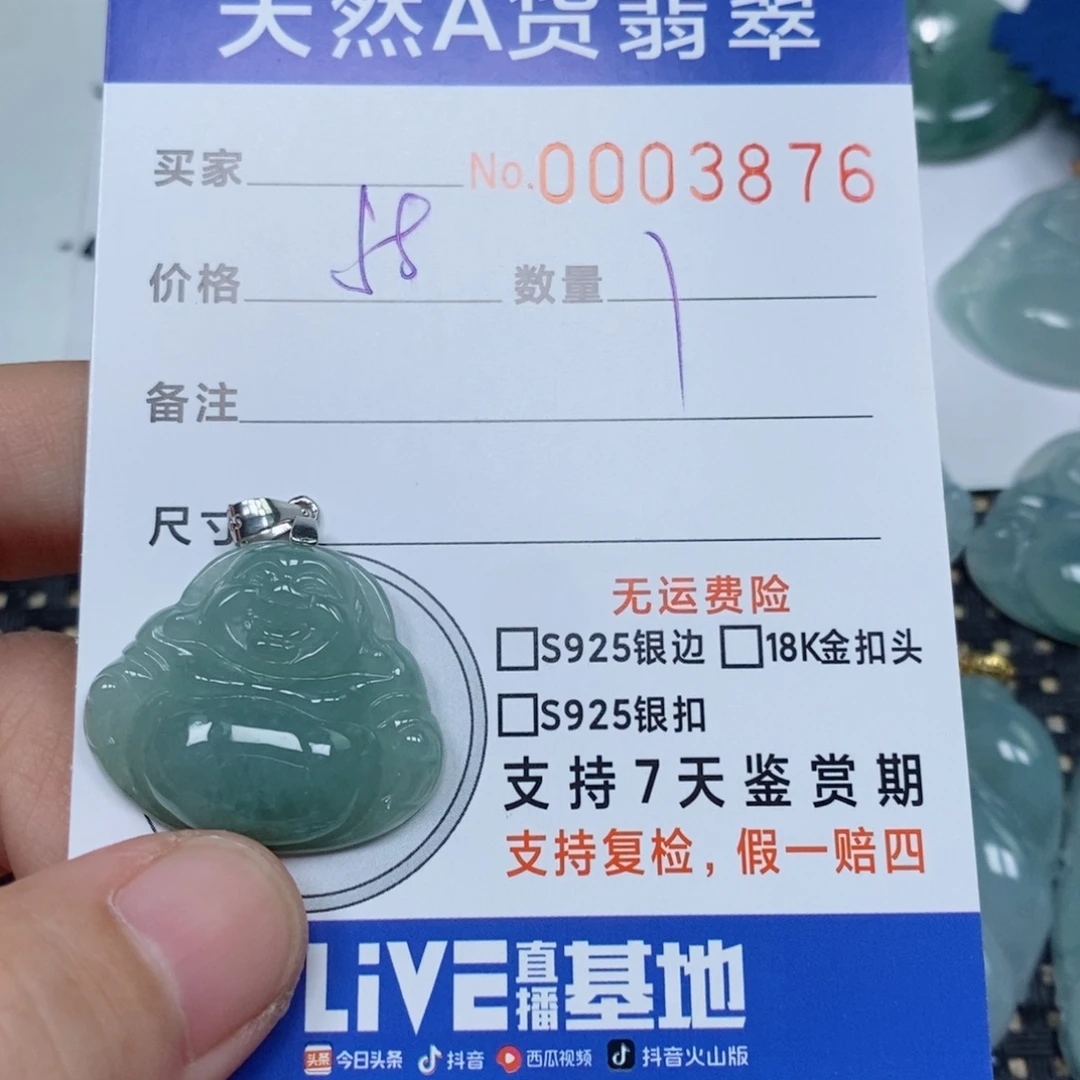 天然A货翡翠
买家 No.0003876
价格 58 数量 1
备注
尺寸
无运费险
□S925银边 □18K金扣头
□S925银扣
支持7天鉴赏期
支持复检，假一赔四
LiVE直播基地
头条 今日头条 抖音 西瓜视频 抖音火山版